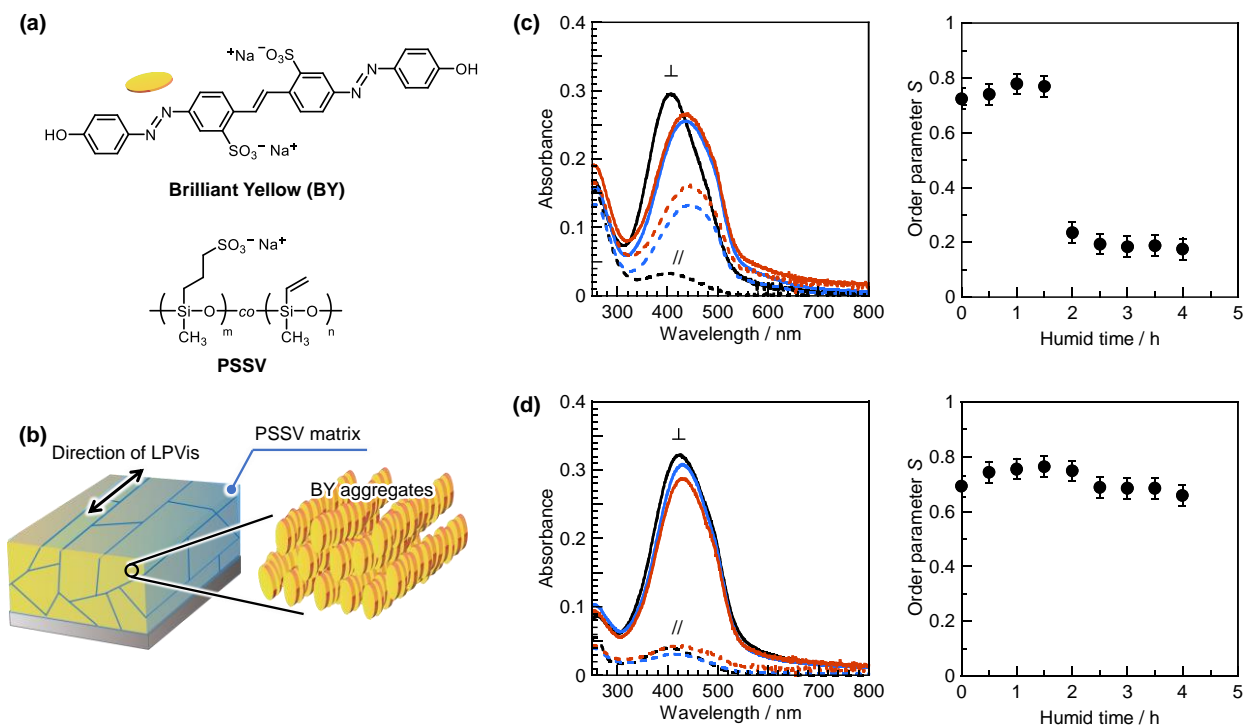 (a)
⁺Na ⁻O₃S
OH
N
N
N
N
HO
SO₃⁻ Na⁺
Brilliant Yellow (BY)
SO₃⁻ Na⁺
Si
O
m
co
Si
O
n
CH₃
CH₃
PSSV
(b)
Direction of LPVis
PSSV matrix
BY aggregates
(c)
0.4
0.3
0.2
0.1
0
Absorbance
⊥
//
300 400 500 600 700 800
Wavelength / nm
1
0.8
0.6
0.4
0.2
0
Order parameter S
0 1 2 3 4 5
Humid time / h
(d)
0.4
0.3
0.2
0.1
0
Absorbance
⊥
//
300 400 500 600 700 800
Wavelength / nm
1
0.8
0.6
0.4
0.2
0
Order parameter S
0 1 2 3 4 5
Humid time / h